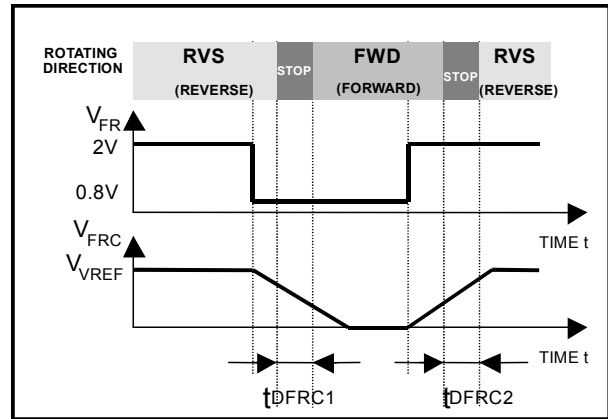 ROTATING
DIRECTION
RVS
(REVERSE)
STOP
FWD
(FORWARD)
STOP
RVS
(REVERSE)
VFR
2V
0.8V
TIME t
VFRC
VVREF
TIME t
tDFRC1
tDFRC2